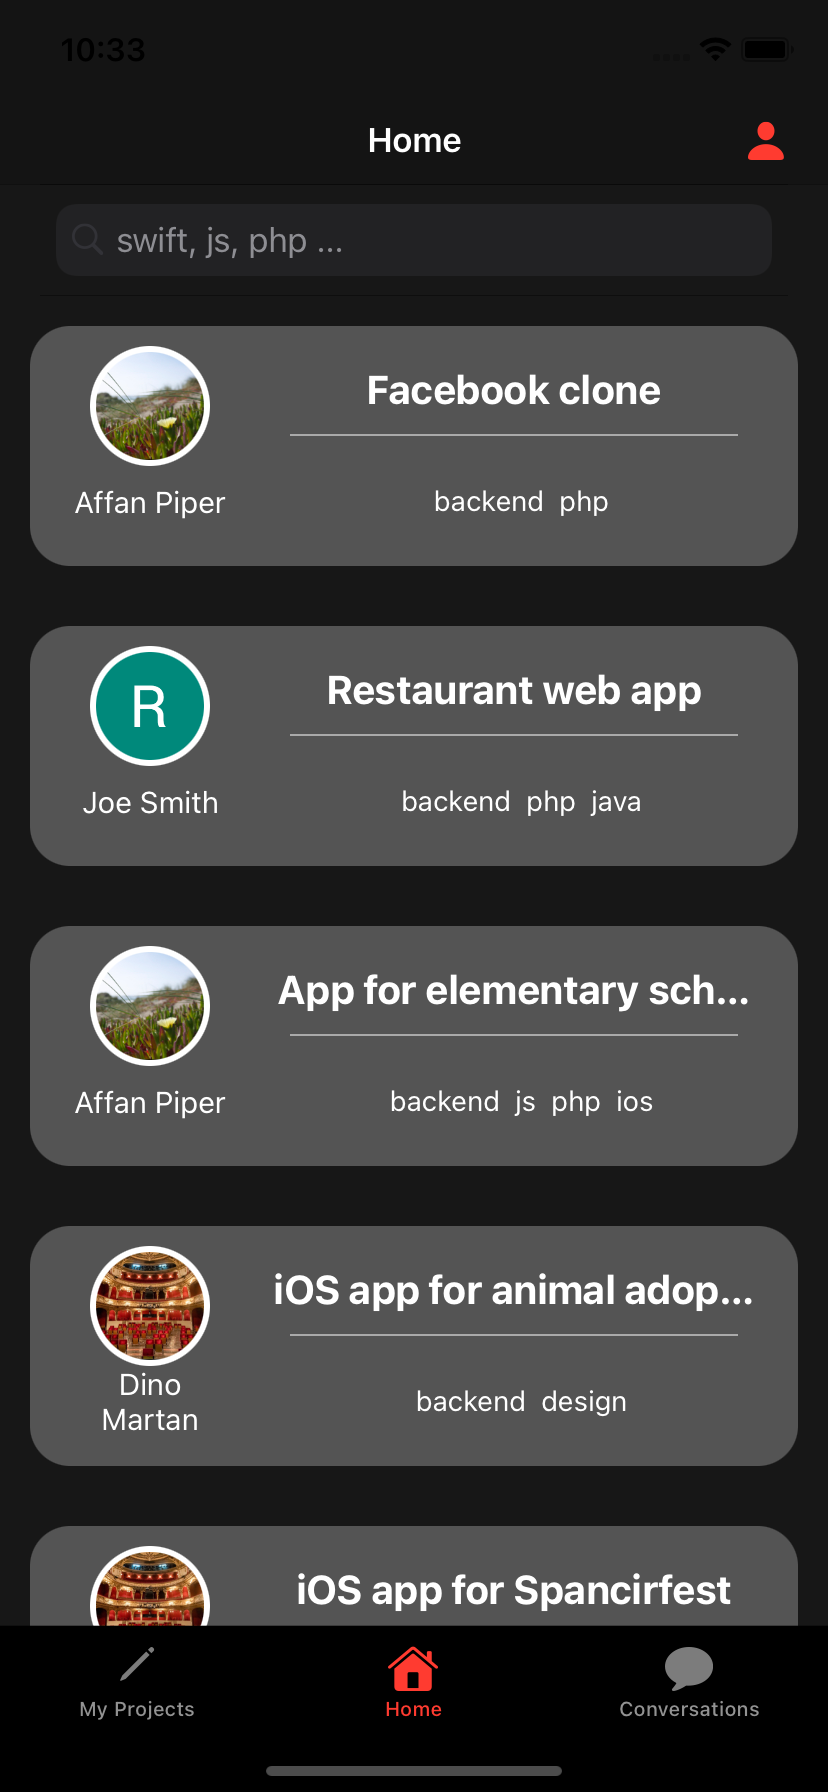 10:33
Home
swift, js, php ...
Facebook clone
Affan Piper
backend php
R
Restaurant web app
Joe Smith
backend php java
App for elementary sch...
Affan Piper
backend js php ios
iOS app for animal adop...
Dino
Martan
backend design
iOS app for Spancirfest
My Projects
Home
Conversations